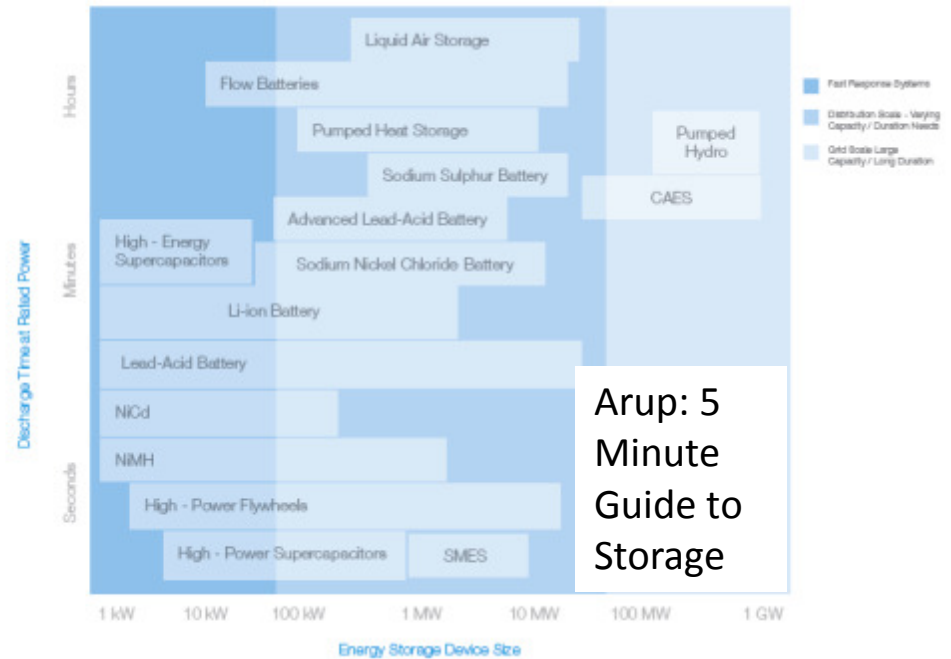 Liquid Air Storage
Flow Batteries
Pumped Heat Storage
Pumped
Hydro
Sodium Sulphur Battery
CAES
Advanced Lead-Acid Battery
High - Energy
Supercapacitors
Sodium Nickel Chloride Battery
Li-ion Battery
Lead-Acid Battery
NiCd
NiMH
High - Power Flywheels
High - Power Supercapacitors
SMES
Hours
Minutes
Seconds
Discharge Time at Rated Power
1 kW
10 kW
100 kW
1 MW
10 MW
100 MW
1 GW
Energy Storage Device Size
Fast Response Systems
Distribution Scale - Varying
Capacity / Duration Needs
Grid Scale Large
Capacity / Long Duration
Arup: 5
Minute
Guide to
Storage